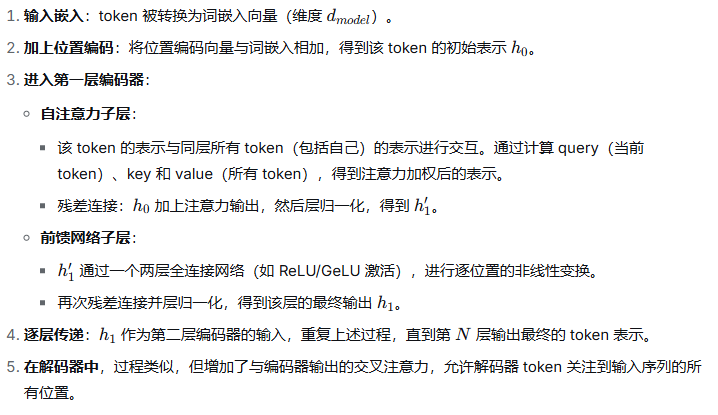 1. 输入嵌入：token 被转换为词嵌入向量（维度 $d_{model}$）。
2. 加上位置编码：将位置编码向量与词嵌入相加，得到该 token 的初始表示 $h_0$。
3. 进入第一层编码器：
自注意力子层：
该 token 的表示与同层所有 token（包括自己）的表示进行交互。通过计算 query（当前
token）、key 和 value（所有 token），得到注意力加权后的表示。
残差连接：$h_0$ 加上注意力输出，然后层归一化，得到 $h_1'$。
前馈网络子层：
$h_1'$ 通过一个两层全连接网络（如 ReLU/GeLU 激活），进行逐位置的非线性变换。
再次残差连接并层归一化，得到该层的最终输出 $h_1$。
4. 逐层传递：$h_1$ 作为第二层编码器的输入，重复上述过程，直到第 $N$ 层输出最终的 token 表示。
5. 在解码器中，过程类似，但增加了与编码器输出的交叉注意力，允许解码器 token 关注到输入序列的所
有位置。